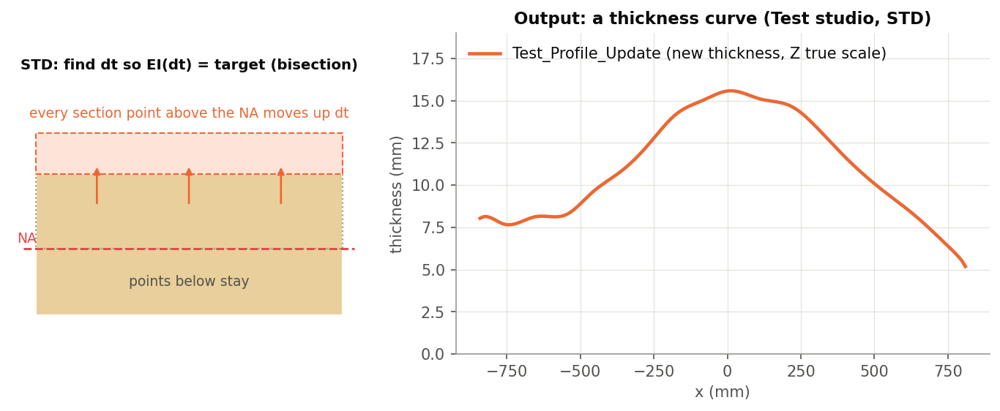 STD: find dt so EI(dt) = target (bisection)
every section point above the NA moves up dt
NA
points below stay
Output: a thickness curve (Test studio, STD)
Test_Profile_Update (new thickness, Z true scale)
thickness (mm)
17.5
15.0
12.5
10.0
7.5
5.0
2.5
0.0
−750 −500 −250 0 250 500 750
x (mm)